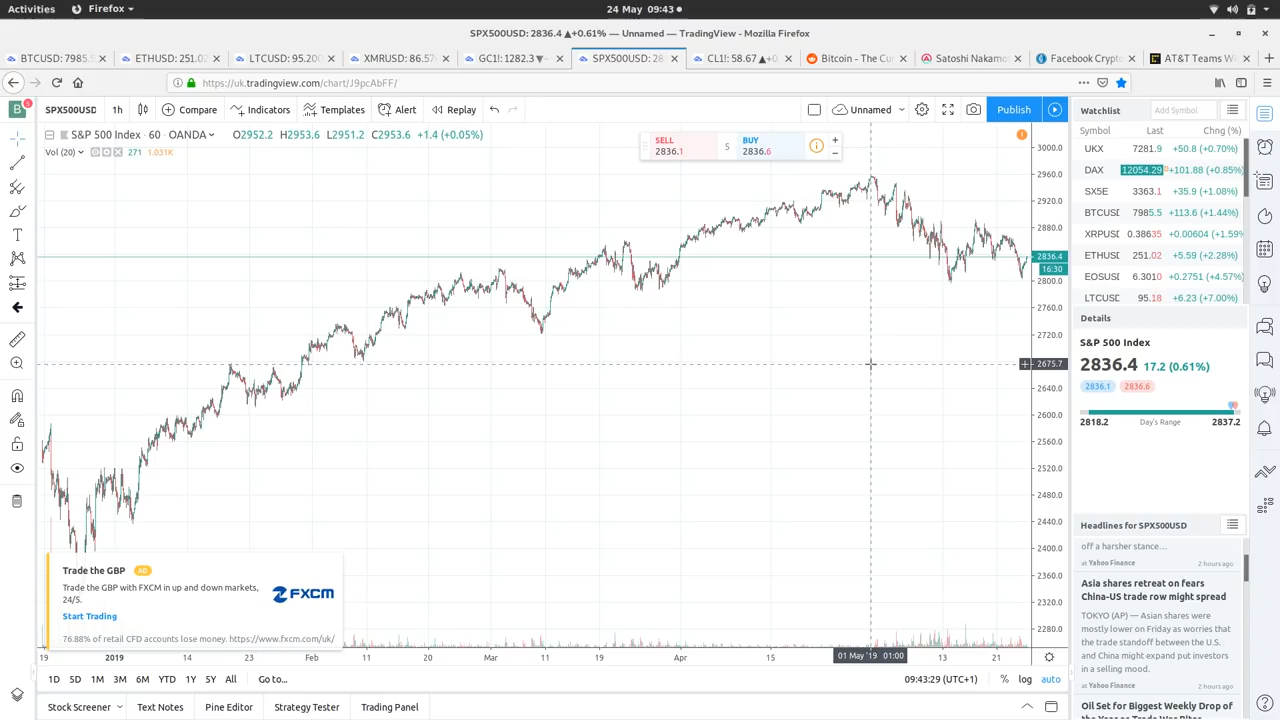 Activities Firefox 24 May 09:43
SPX500USD: 2836.4 ▲+0.61% — Unnamed — TradingView - Mozilla Firefox
BTCUSD: 7985.5 ETHUSD: 251.02 LTCUSD: 95.200 XMRUSD: 86.57 GC1!: 1282.3▼− SPX500USD: 28 CL1!: 58.67 ▲+0 Bitcoin - The Cur Satoshi Nakamo Facebook Crypto AT&T Teams Wi
https://uk.tradingview.com/chart/J9pcAbFF/
B SPX500USD 1h Compare Indicators Templates Alert Replay Unnamed Publish
S&P 500 Index • 60 • OANDA O2952.2 H2953.6 L2951.2 C2953.6 +1.4 (+0.05%)
Vol (20) 271 1.031K
SELL
2836.1
5
BUY
2836.6
3000.0
2960.0
2920.0
2880.0
2836.4
16:30
2800.0
2760.0
2720.0
2675.7
2640.0
2600.0
2560.0
2520.0
2480.0
2440.0
2400.0
2360.0
2320.0
2280.0
Trade the GBP AD
Trade the GBP with FXCM in up and down markets,
24/5.
FXCM
Start Trading
76.88% of retail CFD accounts lose money. https://www.fxcm.com/uk/
19 2019 14 23 Feb 11 20 Mar 11 19 Apr 15 01 May '19 01:00 13 21
1D 5D 1M 3M 6M YTD 1Y 5Y All Go to... 09:43:29 (UTC+1) % log auto
Stock Screener Text Notes Pine Editor Strategy Tester Trading Panel
Watchlist Add Symbol
Symbol Last Chng (%)
UKX 7281.9 +50.8 (+0.70%)
DAX 12054.29 D +101.88 (+0.85%)
SX5E 3363.1 +35.9 (+1.08%)
BTCUSD 7985.5 +113.6 (+1.44%)
XRPUSD 0.38635 +0.00604 (+1.59%
ETHUSD 251.02 +5.59 (+2.28%)
EOSUSD 6.3010 +0.2751 (+4.57%)
LTCUSD 95.18 +6.23 (+7.00%)
Details
S&P 500 Index
2836.4 17.2 (0.61%)
2836.1 2836.6
2818.2 Day's Range 2837.2
Headlines for SPX500USD
off a harsher stance...
at Yahoo Finance 2 hours ago
Asia shares retreat on fears
China-US trade row might spread
TOKYO (AP) — Asian shares were
mostly lower on Friday as worries
that the trade standoff between the U.S.
and China might expand put investors
in a selling mood.
at Yahoo Finance 2 hours ago
Oil Set for Biggest Weekly Drop of